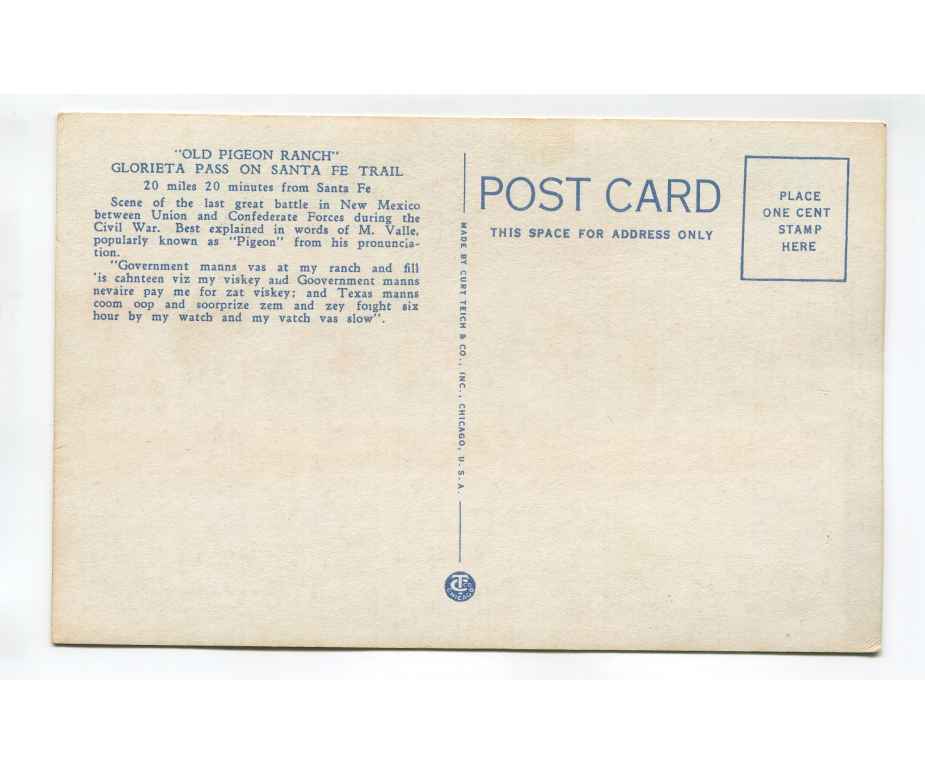 "OLD PIGEON RANCH"
GLORIETA PASS ON SANTA FE TRAIL
20 miles 20 minutes from Santa Fe
Scene of the last great battle in New Mexico
between Union and Confederate Forces during the
Civil War. Best explained in words of M. Valle,
popularly known as "Pigeon" from his pronuncia-
tion.
"Government manns vas at my ranch and fill
'is cahnteen viz my viskey and Goovernment manns
nevaire pay me for zat viskey; and Texas manns
coom oop and soorprize zem and zey foight six
hour by my watch and my vatch vas slow".
MADE BY CURT TEICH & CO., INC., CHICAGO, U.S.A.
CT CO
CHICAGO
POST CARD
THIS SPACE FOR ADDRESS ONLY
PLACE
ONE CENT
STAMP
HERE